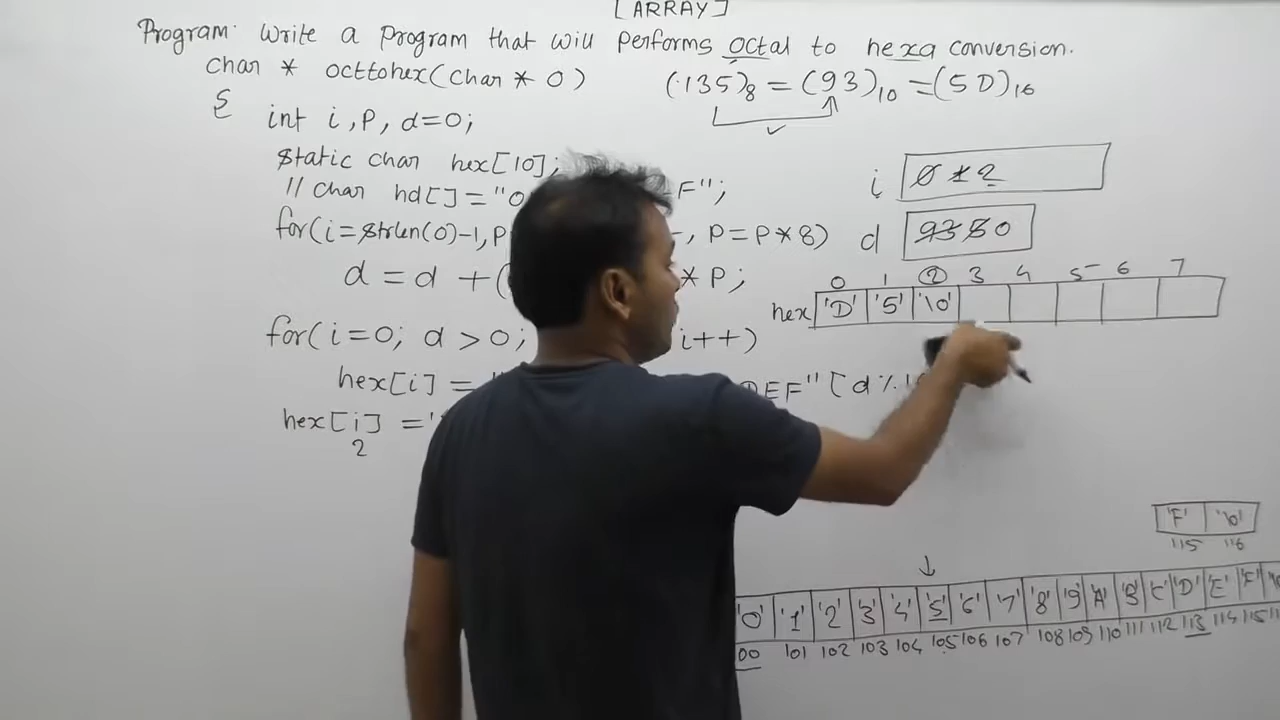 [ARRAY]
Program: Write a Program that will Performs octal to hexa conversion.
char * octtohex(char * o)
(135)₈ = (93)₁₀ = (5D)₁₆
{
int i,P, d=0;
static char hex[10];
// char hd[]="0 F";
for(i=strlen(o)-1,P , P=P*8)
d = d +( *P;
for(i=0; d>0; i++)
hex[i] = DEF"[d%1
hex[i] ='
2
i 0 1 2
d 93 5 0
0 1 2 3 4 5 6 7
hex 'D' '5' '\0'
'F' '\0'
115 116
'0' '1' '2' '3' '4' '5' '6' '7' '8' '9' 'A' 'B' 'C' 'D' 'E' 'F'
00 101 102 103 104 105 106 107 108 109 110 111 112 113 114 115 11